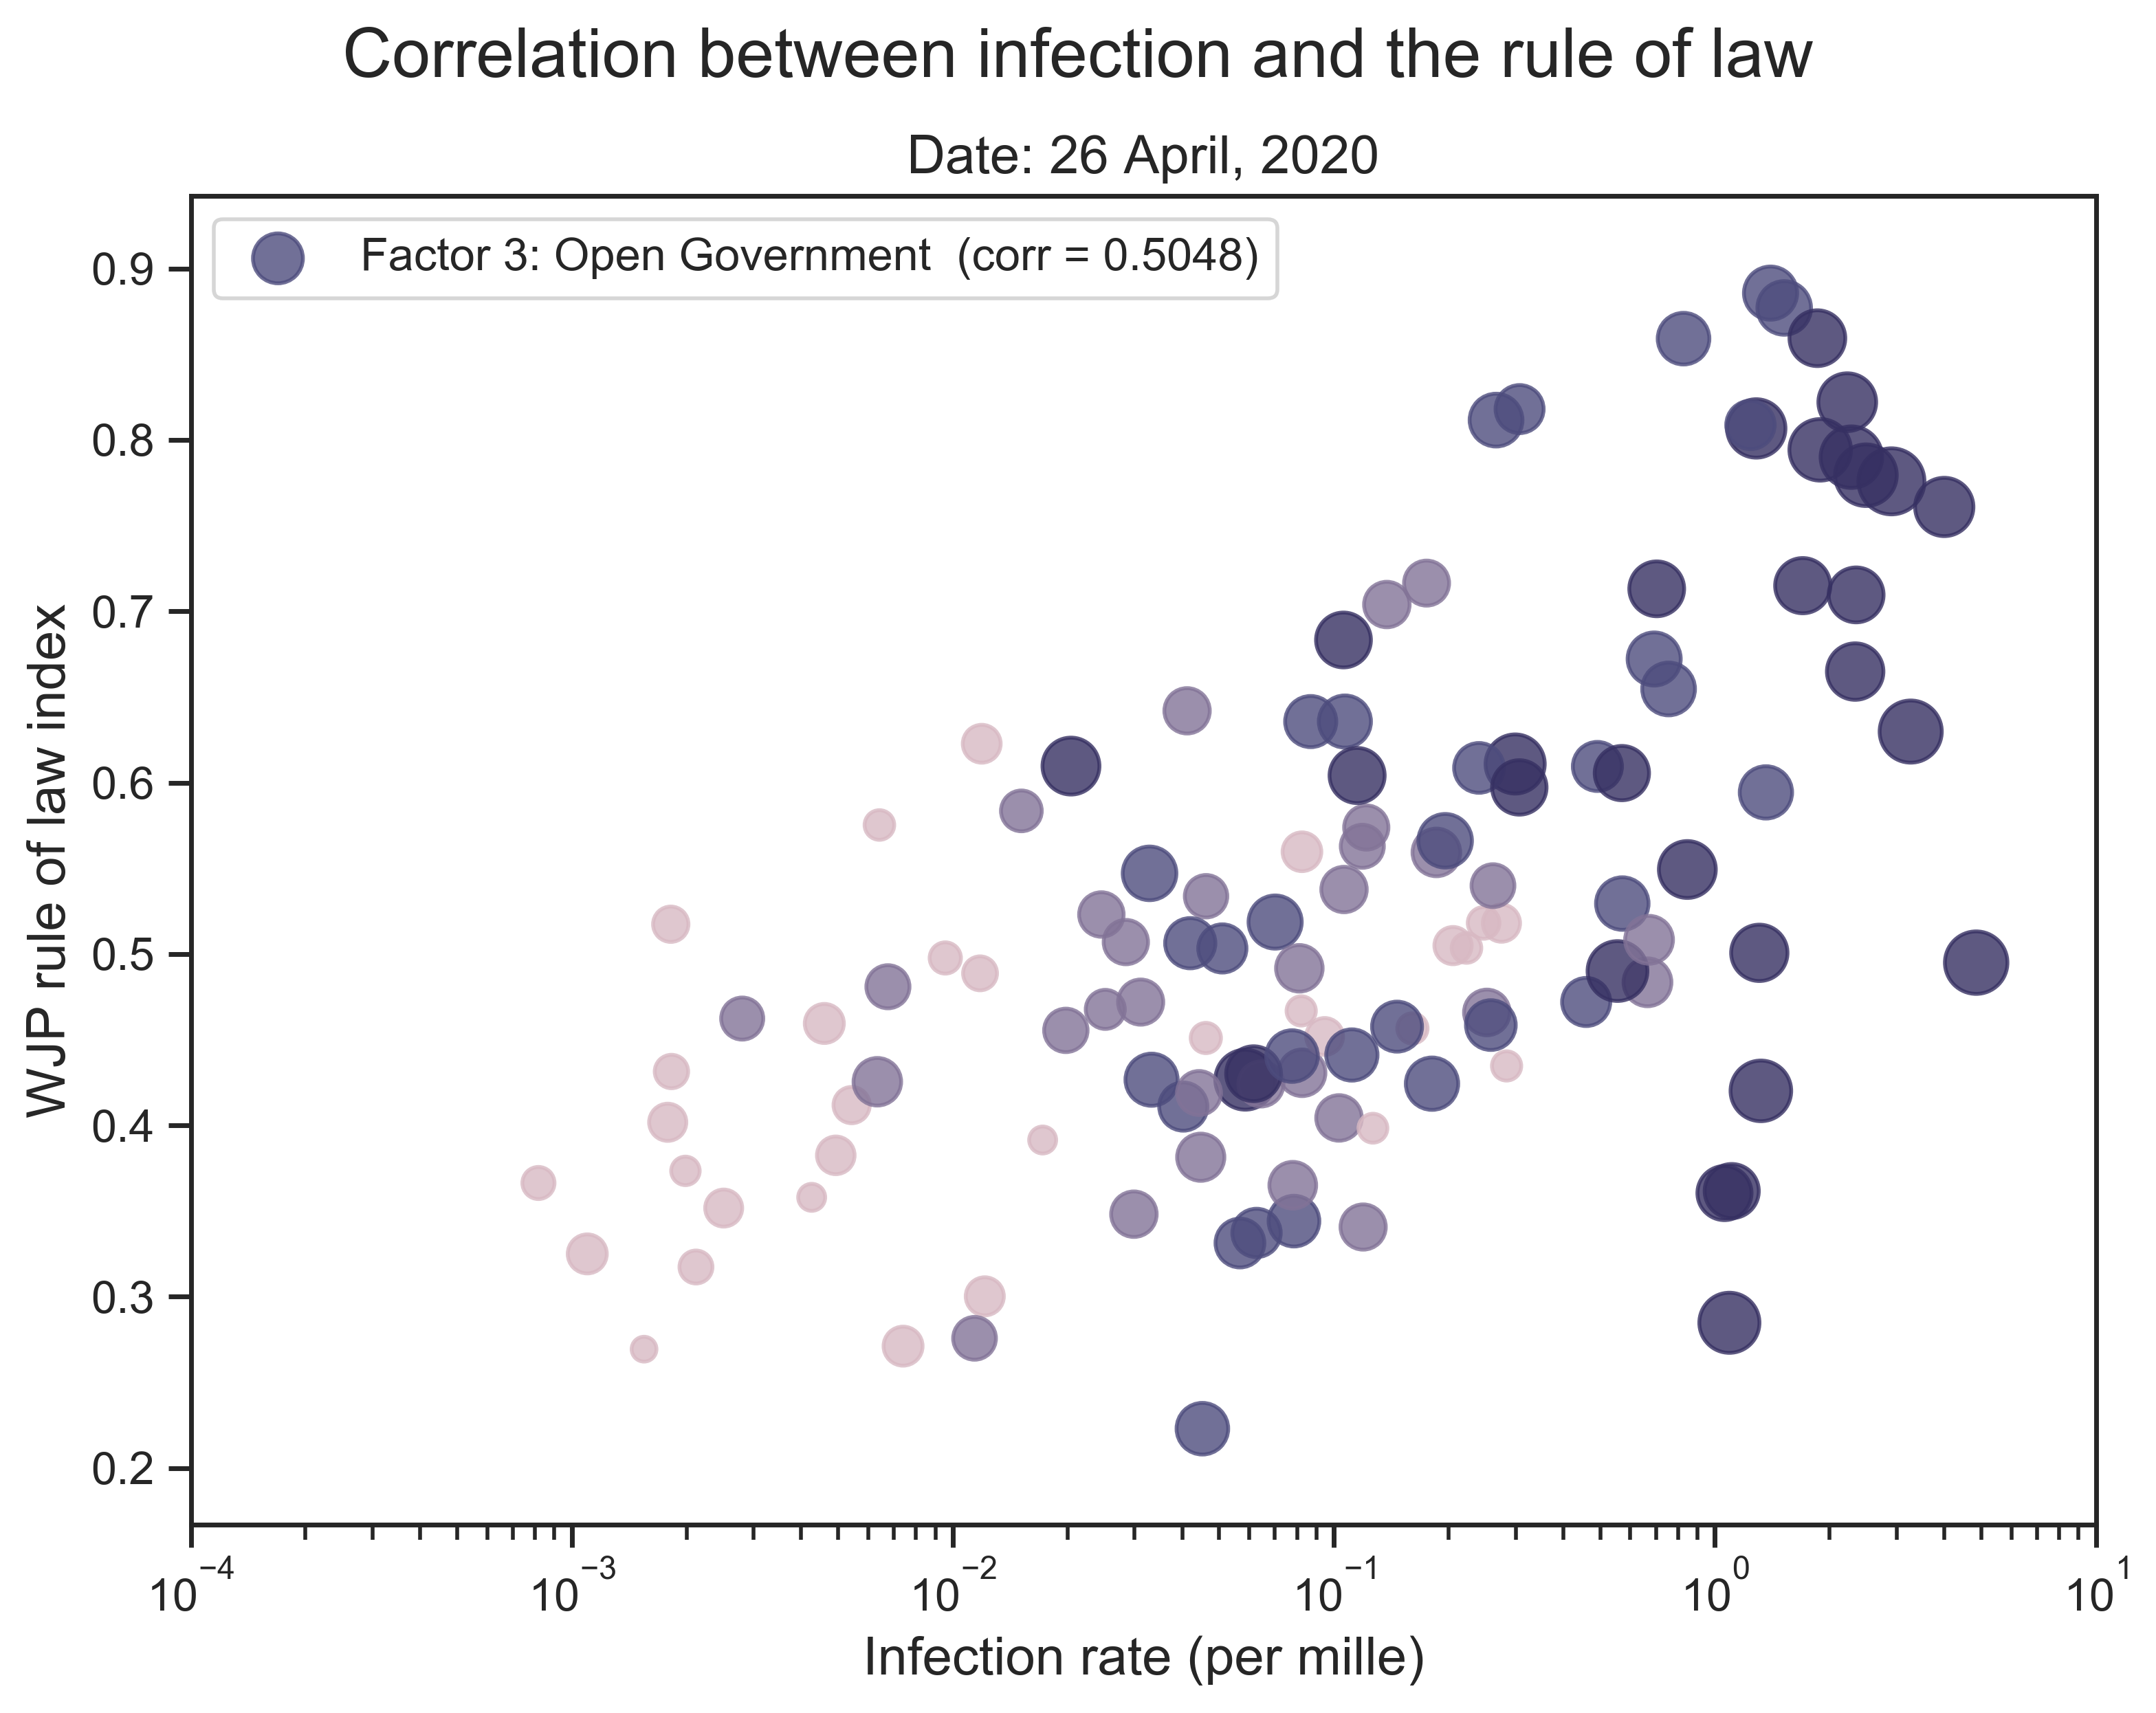 Correlation between infection and the rule of law
Date: 26 April, 2020
Factor 3: Open Government (corr = 0.5048)
WJP rule of law index
0.9
0.8
0.7
0.6
0.5
0.4
0.3
0.2
10⁻⁴ 10⁻³ 10⁻² 10⁻¹ 10⁰ 10¹
Infection rate (per mille)